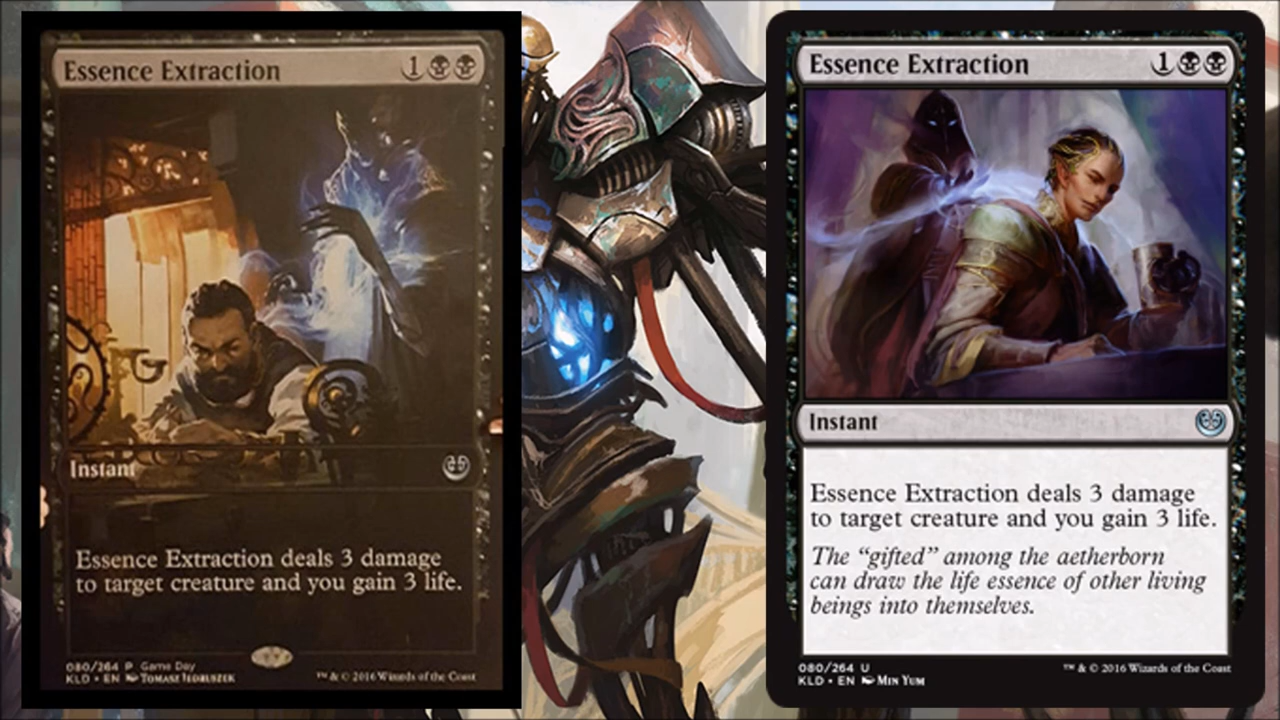 Essence Extraction 1
Instant
Essence Extraction deals 3 damage
to target creature and you gain 3 life.
080/264 P Game Day
KLD • EN Tomasz Jedruszek
™ & © 2016 Wizards of the Coast
Essence Extraction 1
Instant
Essence Extraction deals 3 damage
to target creature and you gain 3 life.
The “gifted” among the aetherborn
can draw the life essence of other living
beings into themselves.
080/264 U
KLD • EN Min Yum
™ & © 2016 Wizards of the Coast